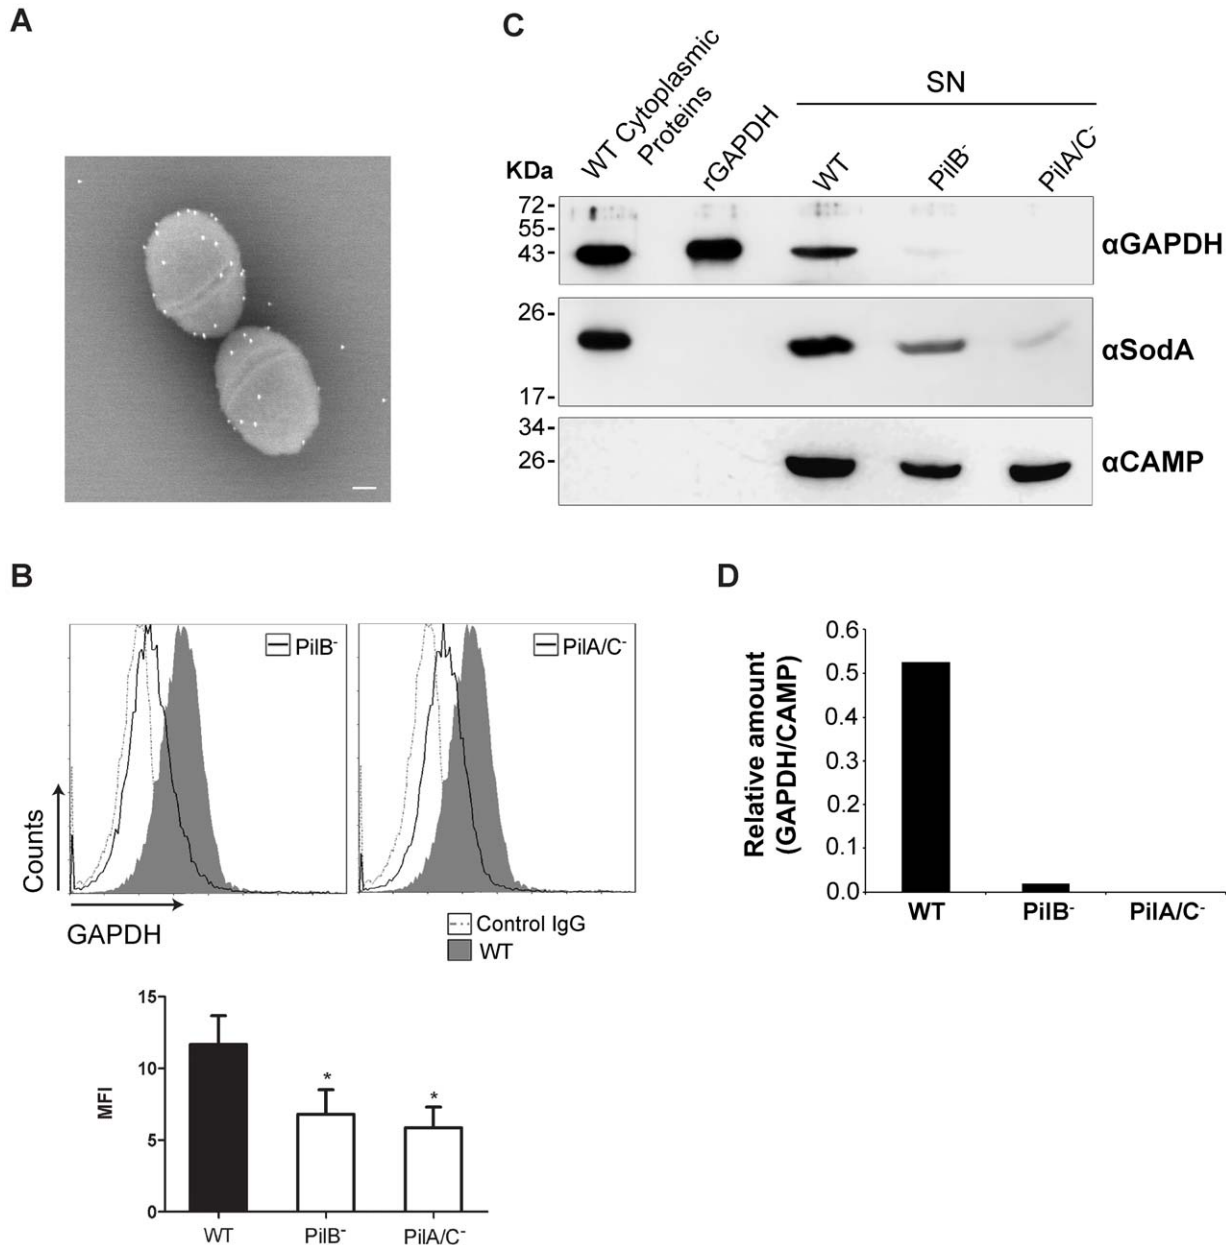 A
C
WT Cytoplasmic
Proteins
rGAPDH
SN
WT
PilB-
PilA/C-
KDa
72-
55-
43-
αGAPDH
26-
17-
αSodA
34-
26-
αCAMP
B
PilB-
PilA/C-
Counts
GAPDH
Control IgG
WT
15
10
5
0
MFI
*
*
WT
PilB-
PilA/C-
D
0.6
0.5
0.4
0.3
0.2
0.1
0.0
Relative amount
(GAPDH/CAMP)
WT
PilB-
PilA/C-